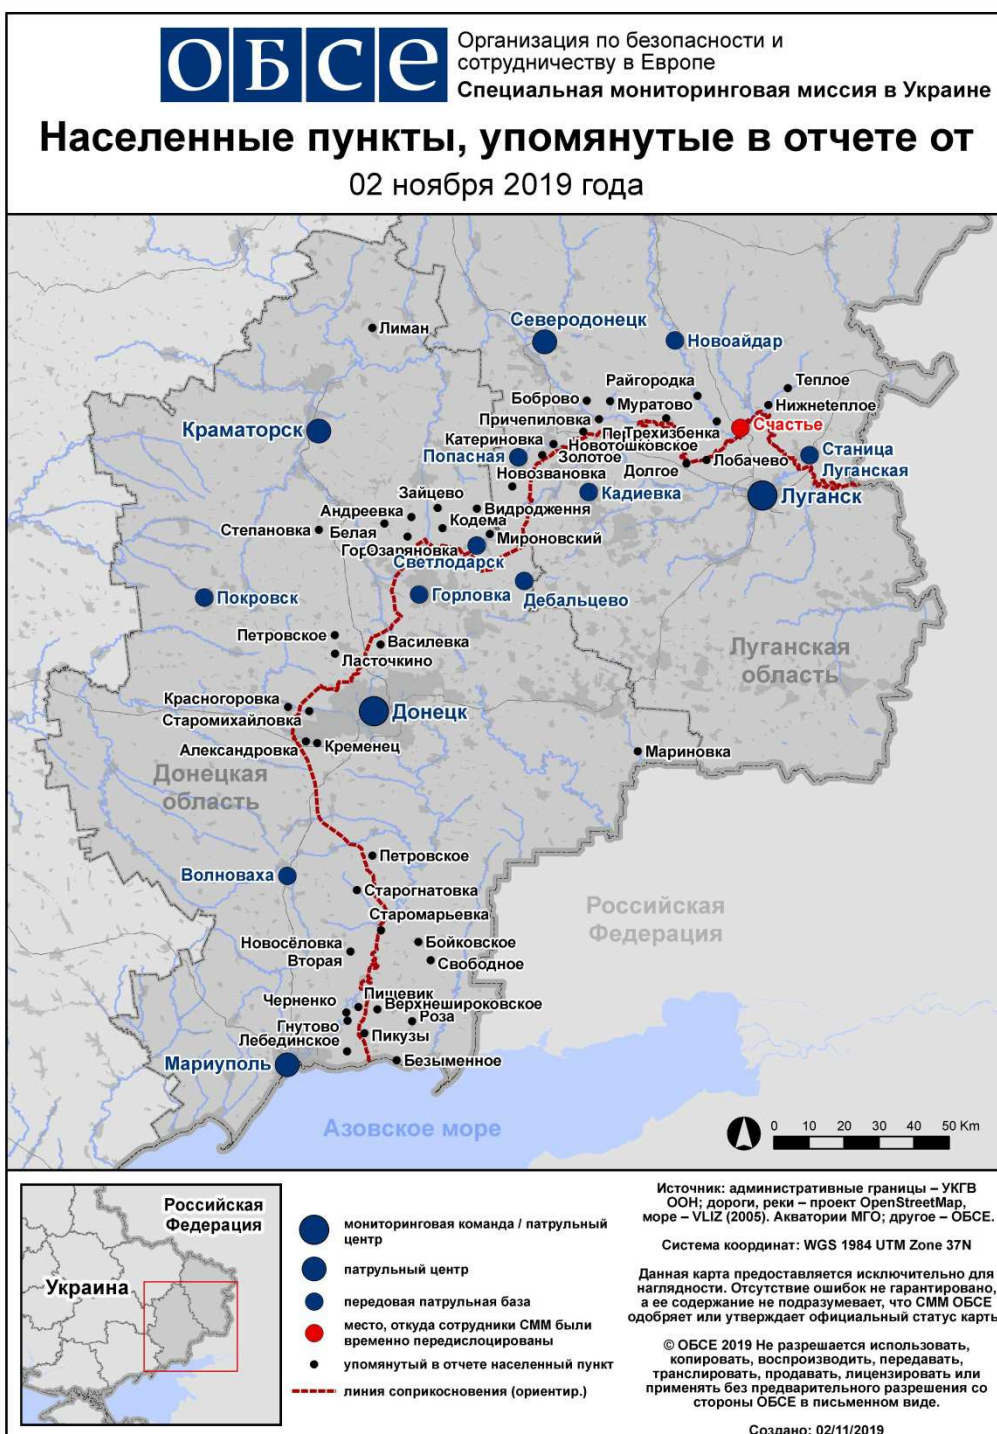 ОБСЕ
Организация по безопасности и
сотрудничеству в Европе
Специальная мониторинговая миссия в Украине
Населенные пункты, упомянутые в отчете от
02 ноября 2019 года
Лиман
Северодонецк
Новоайдар
Райгородка
Теплое
Боброво
Муратово
Нижнетеплое
Причепиловка
Трехизбенка
Счастье
Краматорск
Катериновка
Новотошковское
Попасная
Золотое
Станица
Луганская
Лобачево
Долгое
Новозвановка
Кадиевка
Луганск
Зайцево
Видродження
Андреевка
Кодема
Степановка
Белая
Мироновский
Озаряновка
Светлодарск
Покровск
Горловка
Дебальцево
Петровское
Василевка
Ласточкино
Луганская
область
Красногоровка
Старомихайловка
Донецк
Александровка
Кременец
Мариновка
Донецкая
область
Петровское
Волноваха
Старогнатовка
Старомарьевка
Российская
Федерация
Новосёловка
Вторая
Бойковское
Свободное
Пищевик
Черненко
Верхнешироковское
Гнутово
Роза
Лебединское
Пикузы
Мариуполь
Безыменное
Азовское море
0 10 20 30 40 50 Km
Российская
Федерация
Украина
мониторинговая команда / патрульный
центр
патрульный центр
передовая патрульная база
место, откуда сотрудники СММ были
временно передислоцированы
упомянутый в отчете населенный пункт
линия соприкосновения (ориентир.)
Источник: административные границы – УКГВ
ООН; дороги, реки – проект OpenStreetMap,
море – VLIZ (2005). Акватории МГО; другое – ОБСЕ.
Система координат: WGS 1984 UTM Zone 37N
Данная карта предоставляется исключительно для
наглядности. Отсутствие ошибок не гарантировано,
а ее содержание не подразумевает, что СММ ОБСЕ
одобряет или утверждает официальный статус карты
© ОБСЕ 2019 Не разрешается использовать,
копировать, воспроизводить, передавать,
транслировать, продавать, лицензировать или
применять без предварительного разрешения со
стороны ОБСЕ в письменном виде.
Создано: 02/11/2019